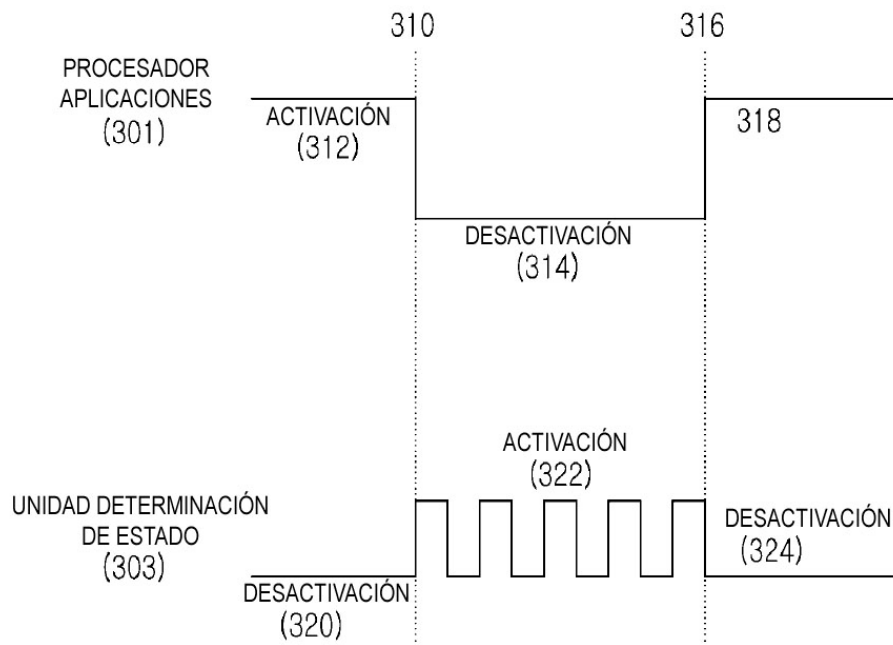 310
316
PROCESADOR
APLICACIONES
(301)
ACTIVACIÓN
(312)
318
DESACTIVACIÓN
(314)
ACTIVACIÓN
(322)
UNIDAD DETERMINACIÓN
DE ESTADO
(303)
DESACTIVACIÓN
(324)
DESACTIVACIÓN
(320)